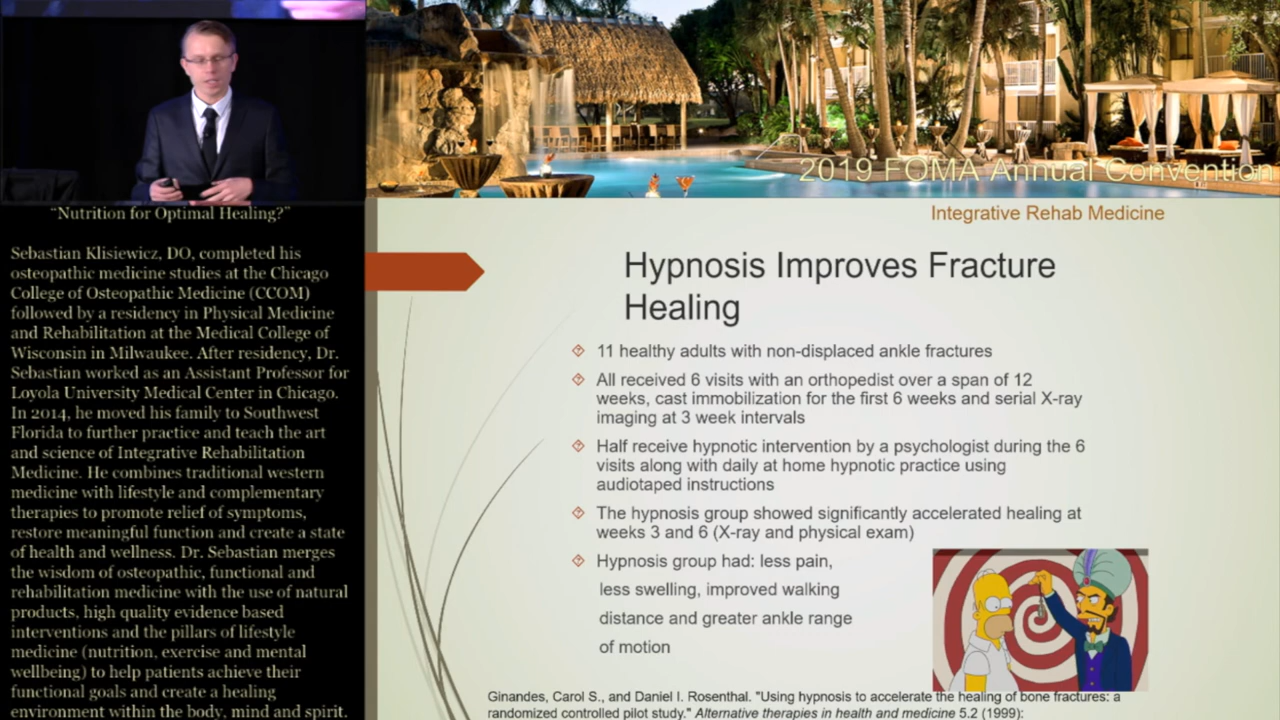 2019 FOMA Annual Convention
"Nutrition for Optimal Healing?"
Sebastian Klisiewicz, DO, completed his
osteopathic medicine studies at the Chicago
College of Osteopathic Medicine (CCOM)
followed by a residency in Physical Medicine
and Rehabilitation at the Medical College of
Wisconsin in Milwaukee. After residency, Dr.
Sebastian worked as an Assistant Professor for
Loyola University Medical Center in Chicago.
In 2014, he moved his family to Southwest
Florida to further practice and teach the art
and science of Integrative Rehabilitation
Medicine. He combines traditional western
medicine with lifestyle and complementary
therapies to promote relief of symptoms,
restore meaningful function and create a state
of health and wellness. Dr. Sebastian merges
the wisdom of osteopathic, functional and
rehabilitation medicine with the use of natural
products, high quality evidence based
interventions and the pillars of lifestyle
medicine (nutrition, exercise and mental
wellbeing) to help patients achieve their
functional goals and create a healing
environment within the body, mind and spirit.
Integrative Rehab Medicine
Hypnosis Improves Fracture
Healing
11 healthy adults with non-displaced ankle fractures
All received 6 visits with an orthopedist over a span of 12
weeks, cast immobilization for the first 6 weeks and serial X-ray
imaging at 3 week intervals
Half receive hypnotic intervention by a psychologist during the 6
visits along with daily at home hypnotic practice using
audiotaped instructions
The hypnosis group showed significantly accelerated healing at
weeks 3 and 6 (X-ray and physical exam)
Hypnosis group had: less pain,
less swelling, improved walking
distance and greater ankle range
of motion
Ginandes, Carol S., and Daniel I. Rosenthal. "Using hypnosis to accelerate the healing of bone fractures: a
randomized controlled pilot study." Alternative therapies in health and medicine 5.2 (1999):